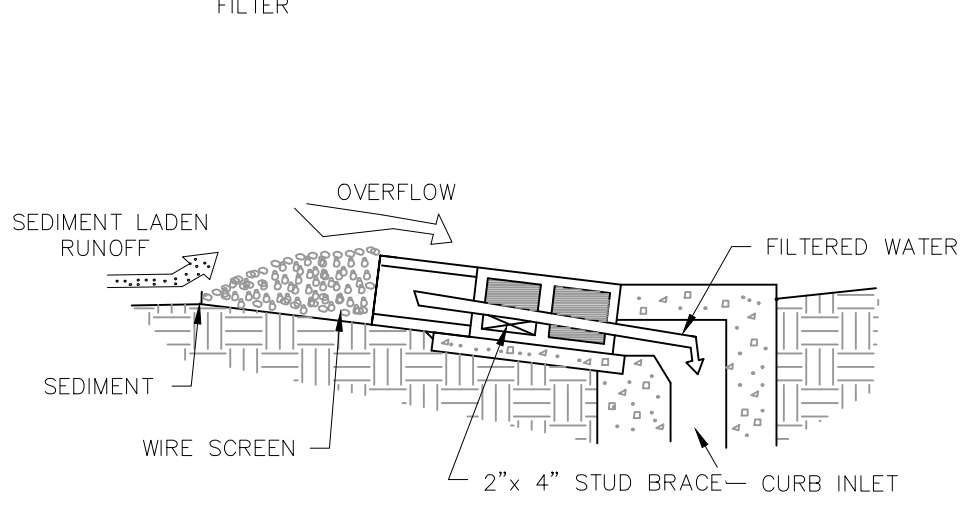 FILTER
OVERFLOW
SEDIMENT LADEN
RUNOFF
FILTERED WATER
SEDIMENT
WIRE SCREEN
2"x 4" STUD BRACE
CURB INLET